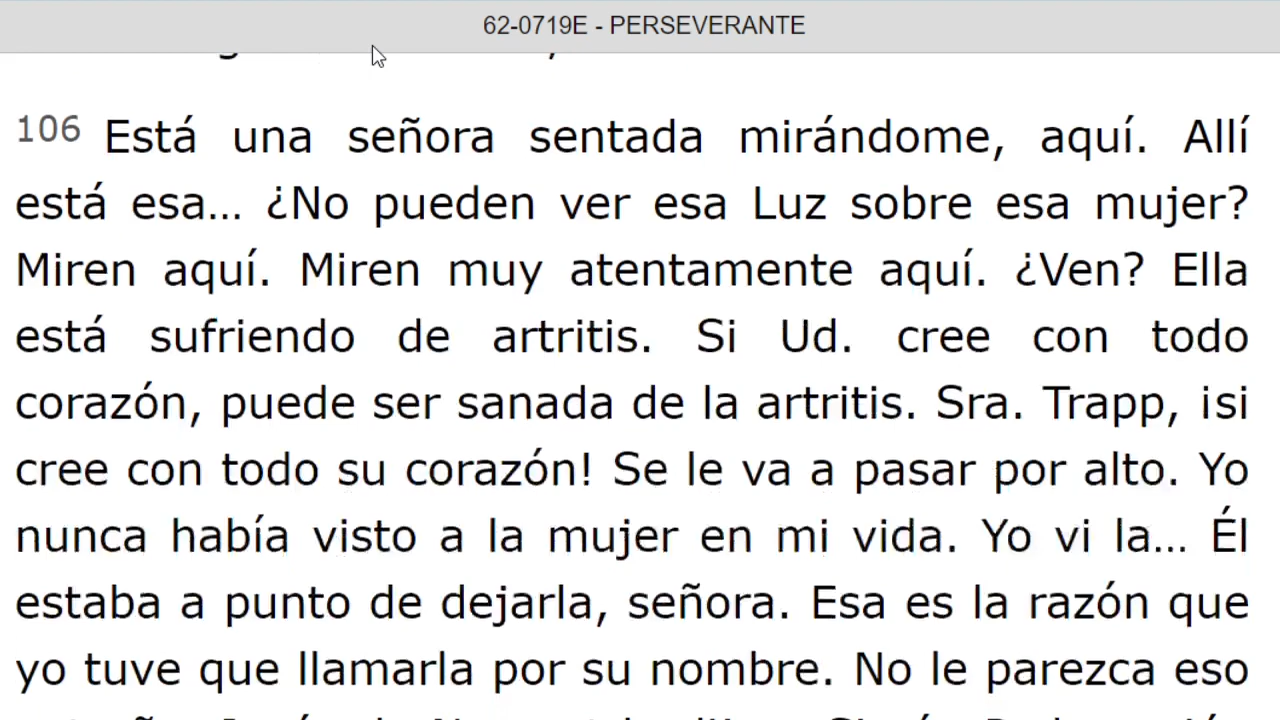 62-0719E - PERSEVERANTE
106 Está una señora sentada mirándome, aquí. Allí
está esa… ¿No pueden ver esa Luz sobre esa mujer?
Miren aquí. Miren muy atentamente aquí. ¿Ven? Ella
está sufriendo de artritis. Si Ud. cree con todo
corazón, puede ser sanada de la artritis. Sra. Trapp, ¡si
cree con todo su corazón! Se le va a pasar por alto. Yo
nunca había visto a la mujer en mi vida. Yo vi la… Él
estaba a punto de dejarla, señora. Esa es la razón que
yo tuve que llamarla por su nombre. No le parezca eso